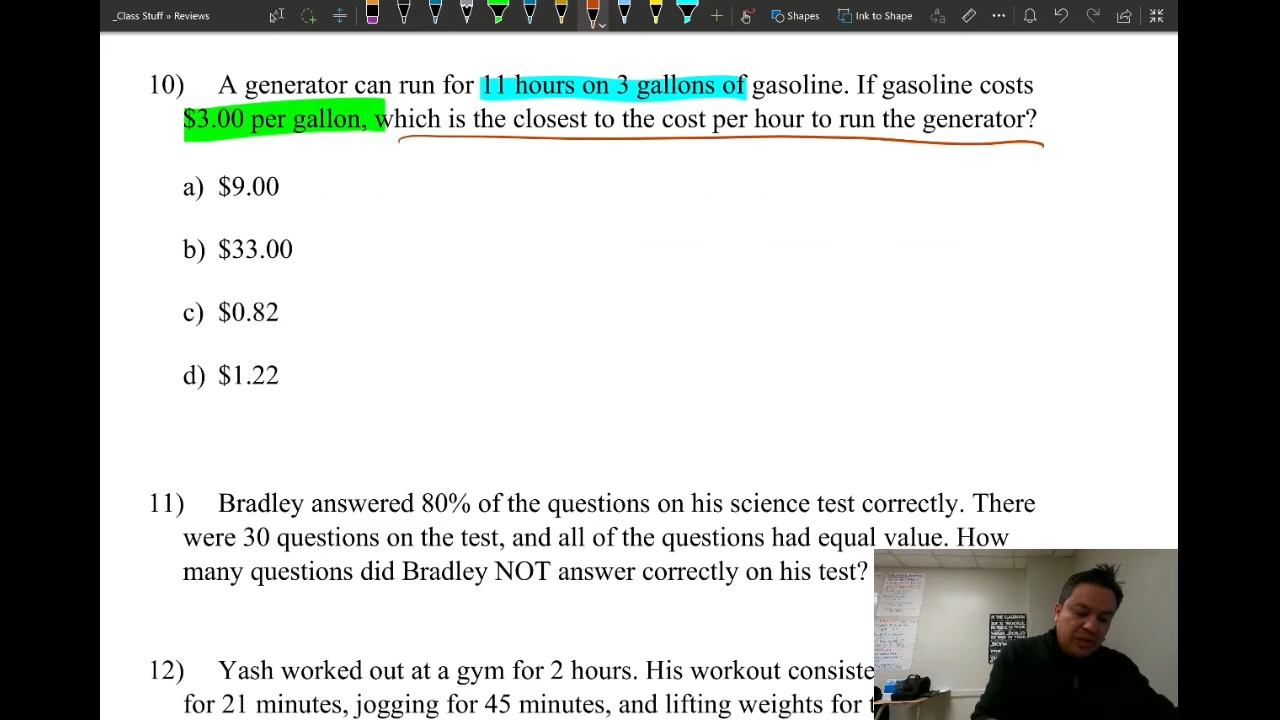 _Class Stuff » Reviews
Shapes
Ink to Shape
10) A generator can run for 11 hours on 3 gallons of gasoline. If gasoline costs
$3.00 per gallon, which is the closest to the cost per hour to run the generator?
a) $9.00
b) $33.00
c) $0.82
d) $1.22
11) Bradley answered 80% of the questions on his science test correctly. There
were 30 questions on the test, and all of the questions had equal value. How
many questions did Bradley NOT answer correctly on his test?
12) Yash worked out at a gym for 2 hours. His workout consiste
for 21 minutes, jogging for 45 minutes, and lifting weights for